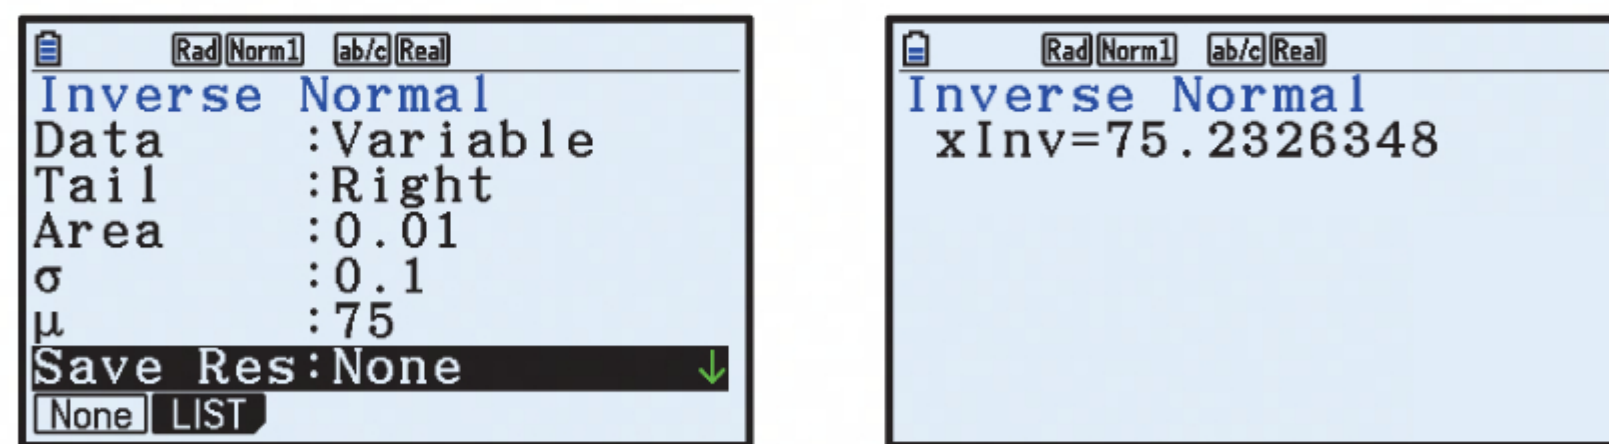 Rad Norm1 ab/c Real
Inverse Normal
Data :Variable
Tail :Right
Area :0.01
σ :0.1
μ :75
Save Res:None
None LIST
Rad Norm1 ab/c Real
Inverse Normal
xInv=75.2326348